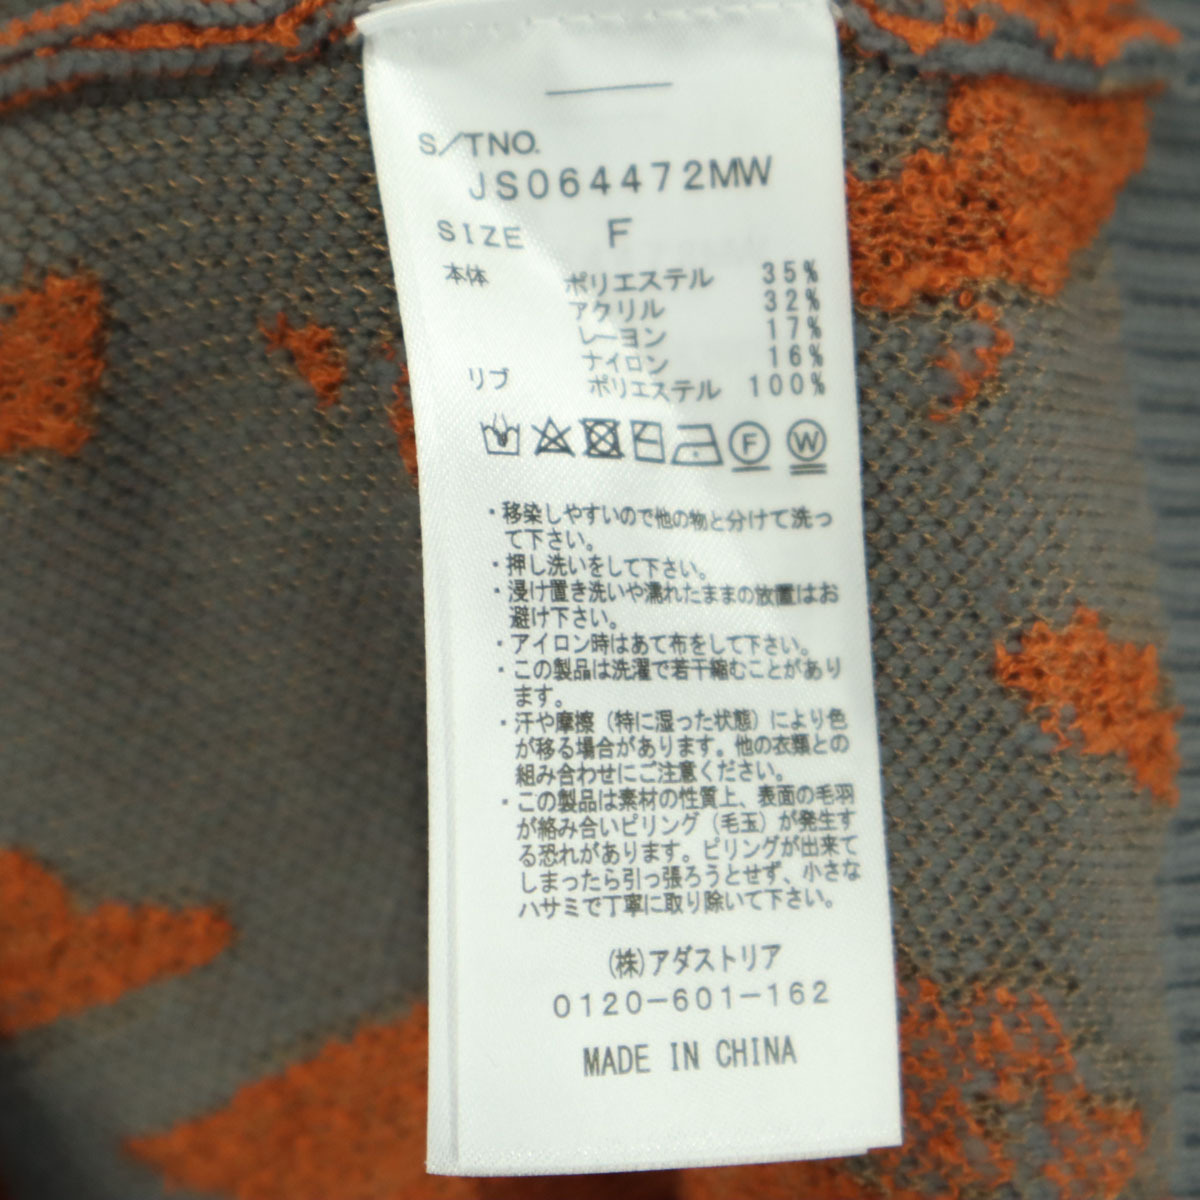 S/TNO.
JS064472MW
SIZE F
本体 ポリエステル 35%
アクリル 32%
レーヨン 17%
ナイロン 16%
リブ ポリエステル 100%
F W
・移染しやすいので他の物と分けて洗っ
て下さい。
・押し洗いをして下さい。
・浸け置き洗いや濡れたままの放置はお
避け下さい。
・アイロン時はあて布をして下さい。
・この製品は洗濯で若干縮むことがあり
ます。
・汗や摩擦（特に湿った状態）により色
が移る場合があります。他の衣類との
組み合わせにご注意ください。
・この製品は素材の性質上、表面の毛羽
が絡み合いピリング（毛玉）が発生す
る恐れがあります。ピリングが出来て
しまったら引っ張ろうとせず、小さな
ハサミで丁寧に取り除いて下さい。
(株)アダストリア
0120-601-162
MADE IN CHINA